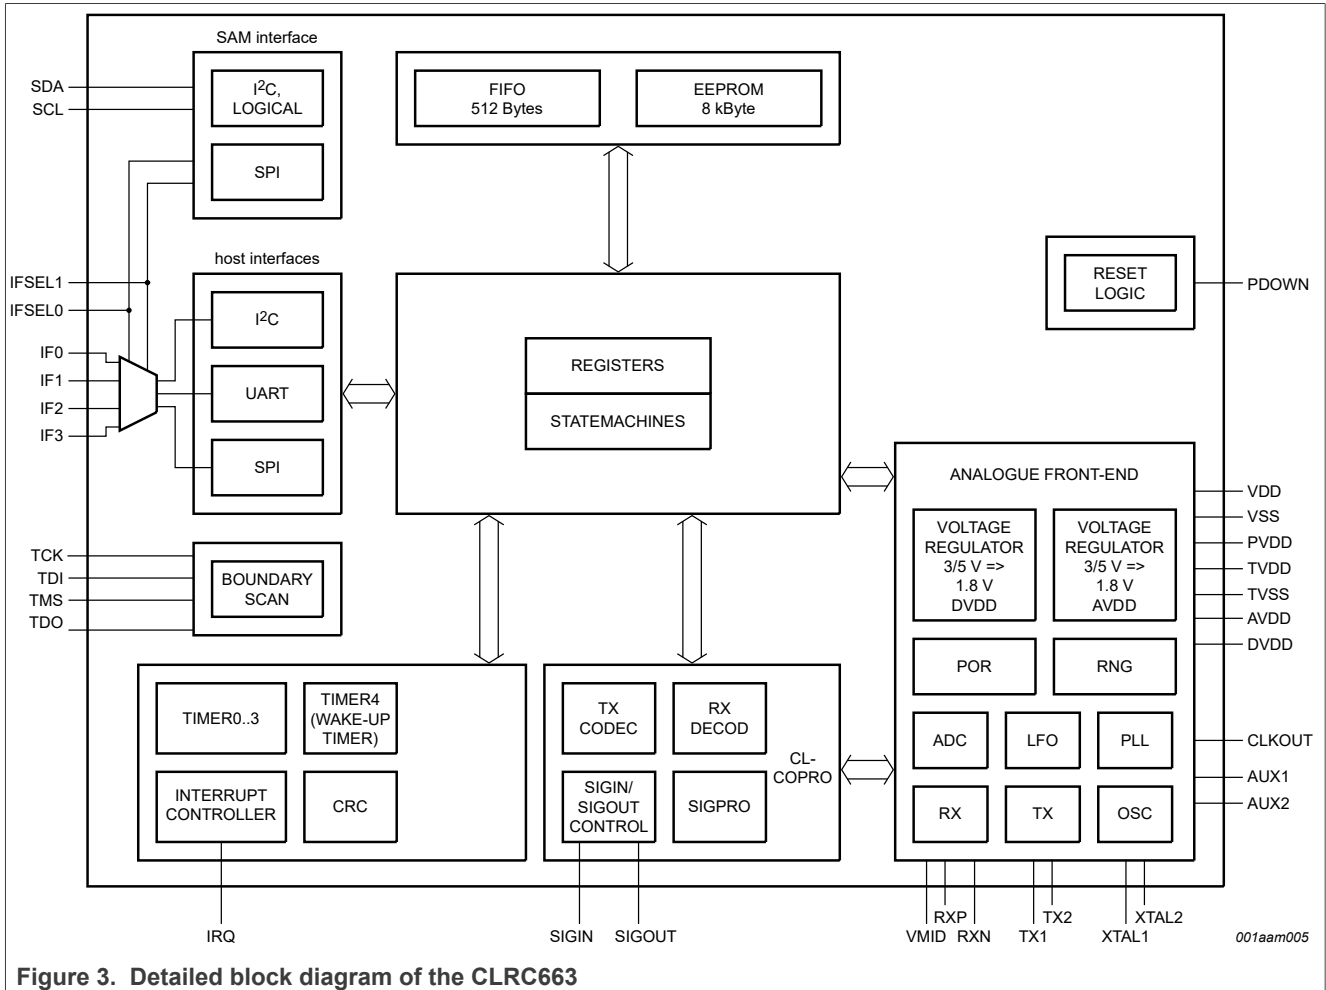 SAM interface
SDA
SCL
I2C,
LOGICAL
SPI
FIFO
512 Bytes
EEPROM
8 kByte
host interfaces
IFSEL1
IFSEL0
IF0
IF1
IF2
IF3
I2C
UART
SPI
REGISTERS
STATEMACHINES
RESET
LOGIC
PDOWN
TCK
TDI
TMS
TDO
BOUNDARY
SCAN
ANALOGUE FRONT-END
VOLTAGE
REGULATOR
3/5 V =>
1.8 V
DVDD
VOLTAGE
REGULATOR
3/5 V =>
1.8 V
AVDD
POR
RNG
ADC
LFO
PLL
RX
TX
OSC
VDD
VSS
PVDD
TVDD
TVSS
AVDD
DVDD
CLKOUT
AUX1
AUX2
TIMER0..3
TIMER4
(WAKE-UP
TIMER)
INTERRUPT
CONTROLLER
CRC
TX
CODEC
RX
DECOD
SIGIN/
SIGOUT
CONTROL
SIGPRO
CL-
COPRO
IRQ
SIGIN
SIGOUT
VMID
RXP
RXN
TX1
TX2
XTAL1
XTAL2
001aam005
Figure 3. Detailed block diagram of the CLRC663